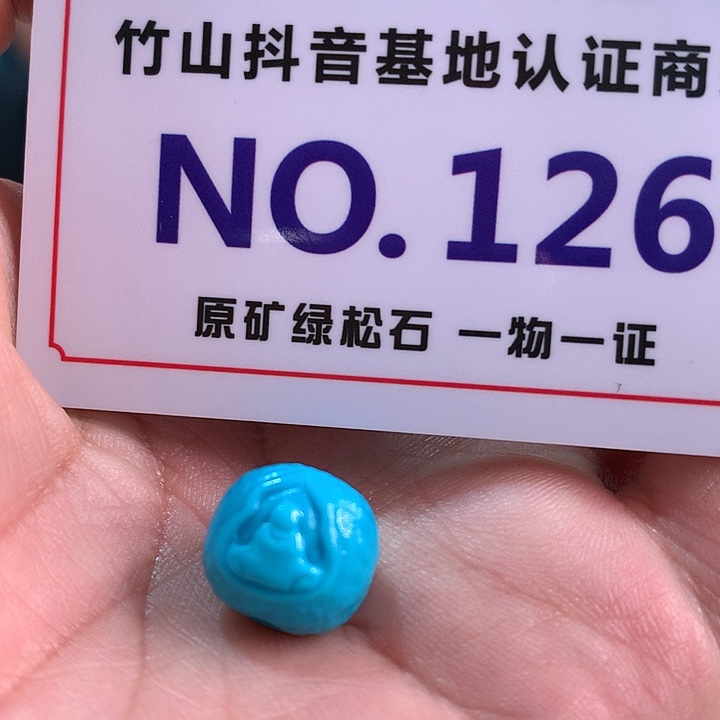 竹山抖音基地认证商
NO.126
原矿绿松石 一物一证